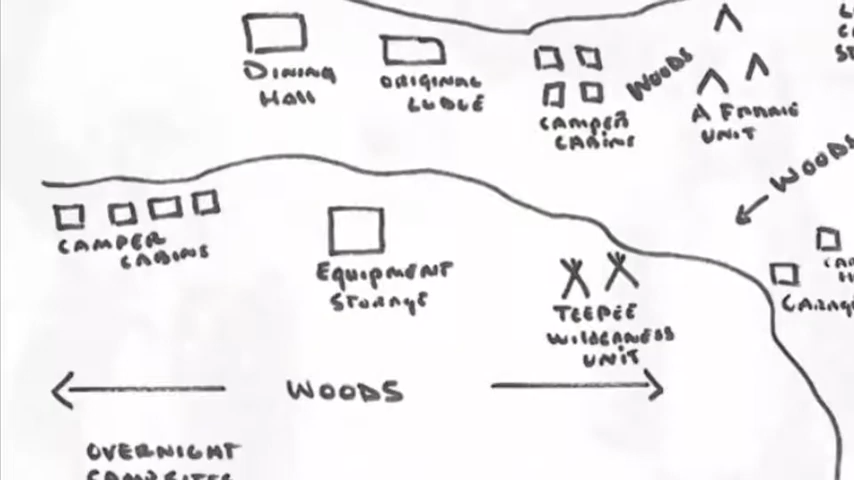 DINING
HALL
ORIGINAL
LODGE
CAMPER
CABINS
WOODS
A FRAME
UNIT
WOODS
CAMPER
CABINS
EQUIPMENT
STORAGE
TEEPEE
WILDERNESS
UNIT
WOODS
OVERNIGHT
CAMPSITES